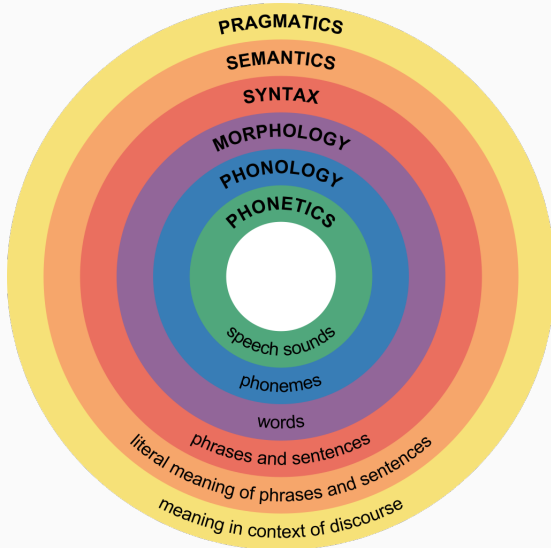 PRAGMATICS
SEMANTICS
SYNTAX
MORPHOLOGY
PHONOLOGY
PHONETICS
speech sounds
phonemes
words
phrases and sentences
literal meaning of phrases and sentences
meaning in context of discourse